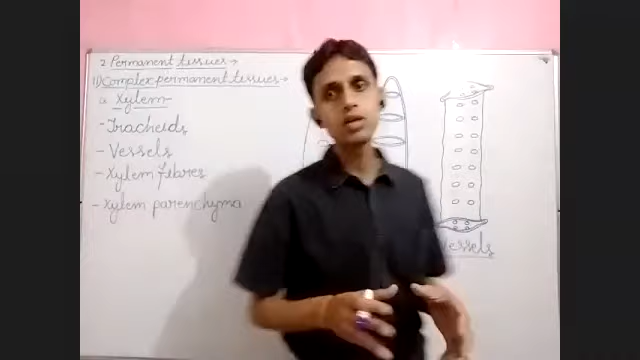 2 Permanent tissues→
II) Complex permanent tissues→
a. Xylem-
- Tracheids
- Vessels
- Xylem fibres
- Xylem parenchyma
Vessels